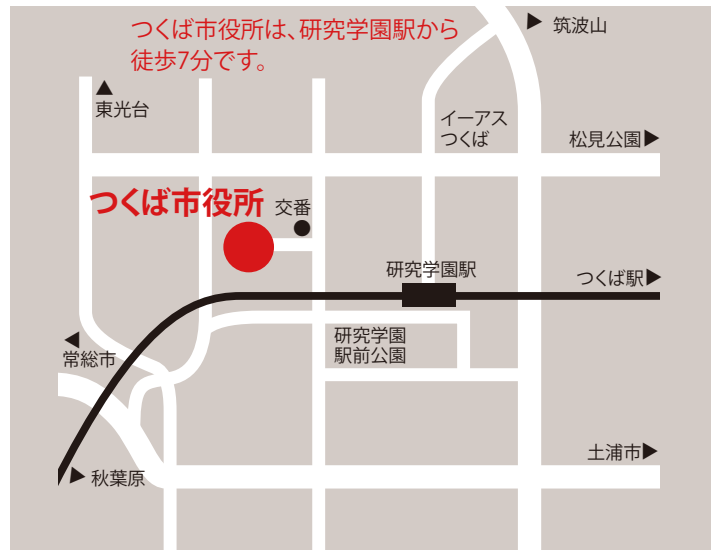 つくば市役所は、研究学園駅から
徒歩7分です。
筑波山
東光台
イーアス
つくば
松見公園
つくば市役所
交番
研究学園駅
つくば駅
研究学園
駅前公園
常総市
土浦市
秋葉原